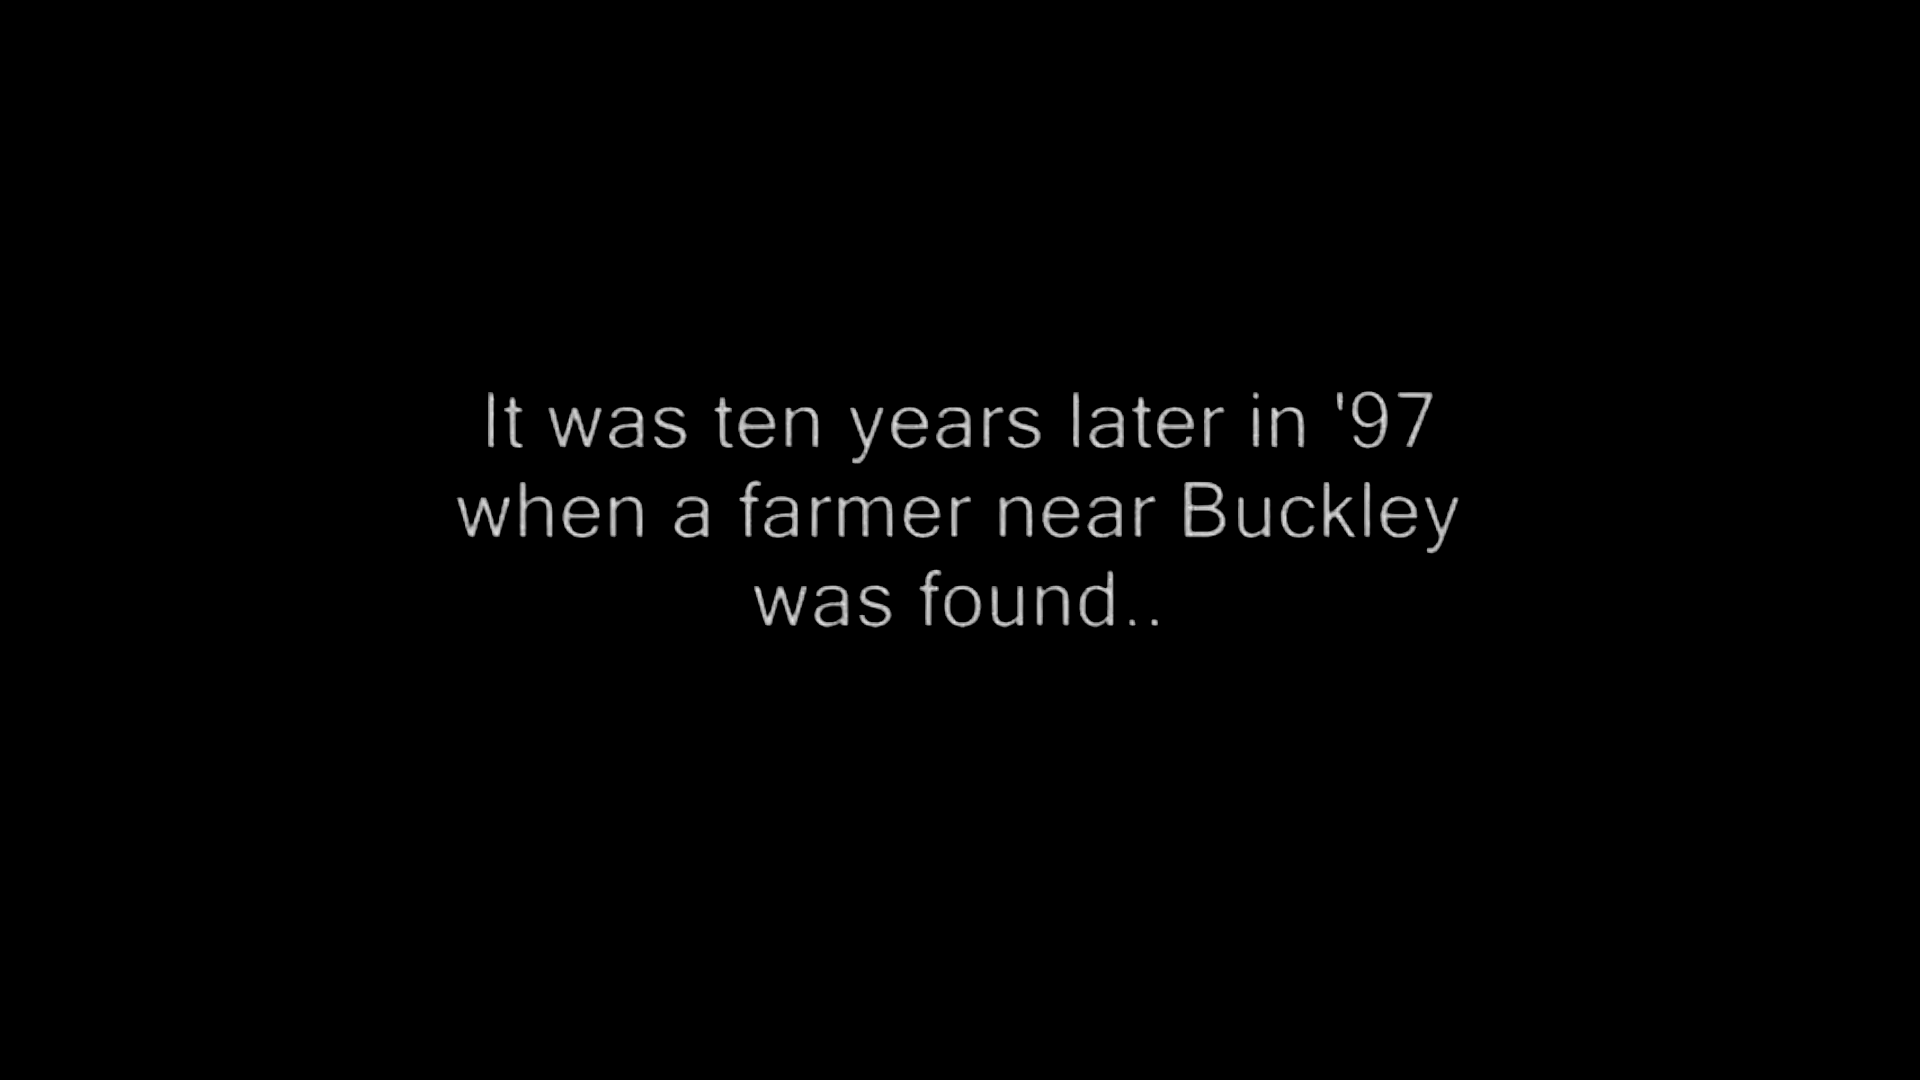 It was ten years later in '97
when a farmer near Buckley
was found..